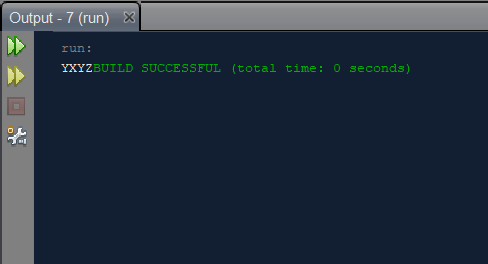 Output - 7 (run)
run:
YXYZBUILD SUCCESSFUL (total time: 0 seconds)